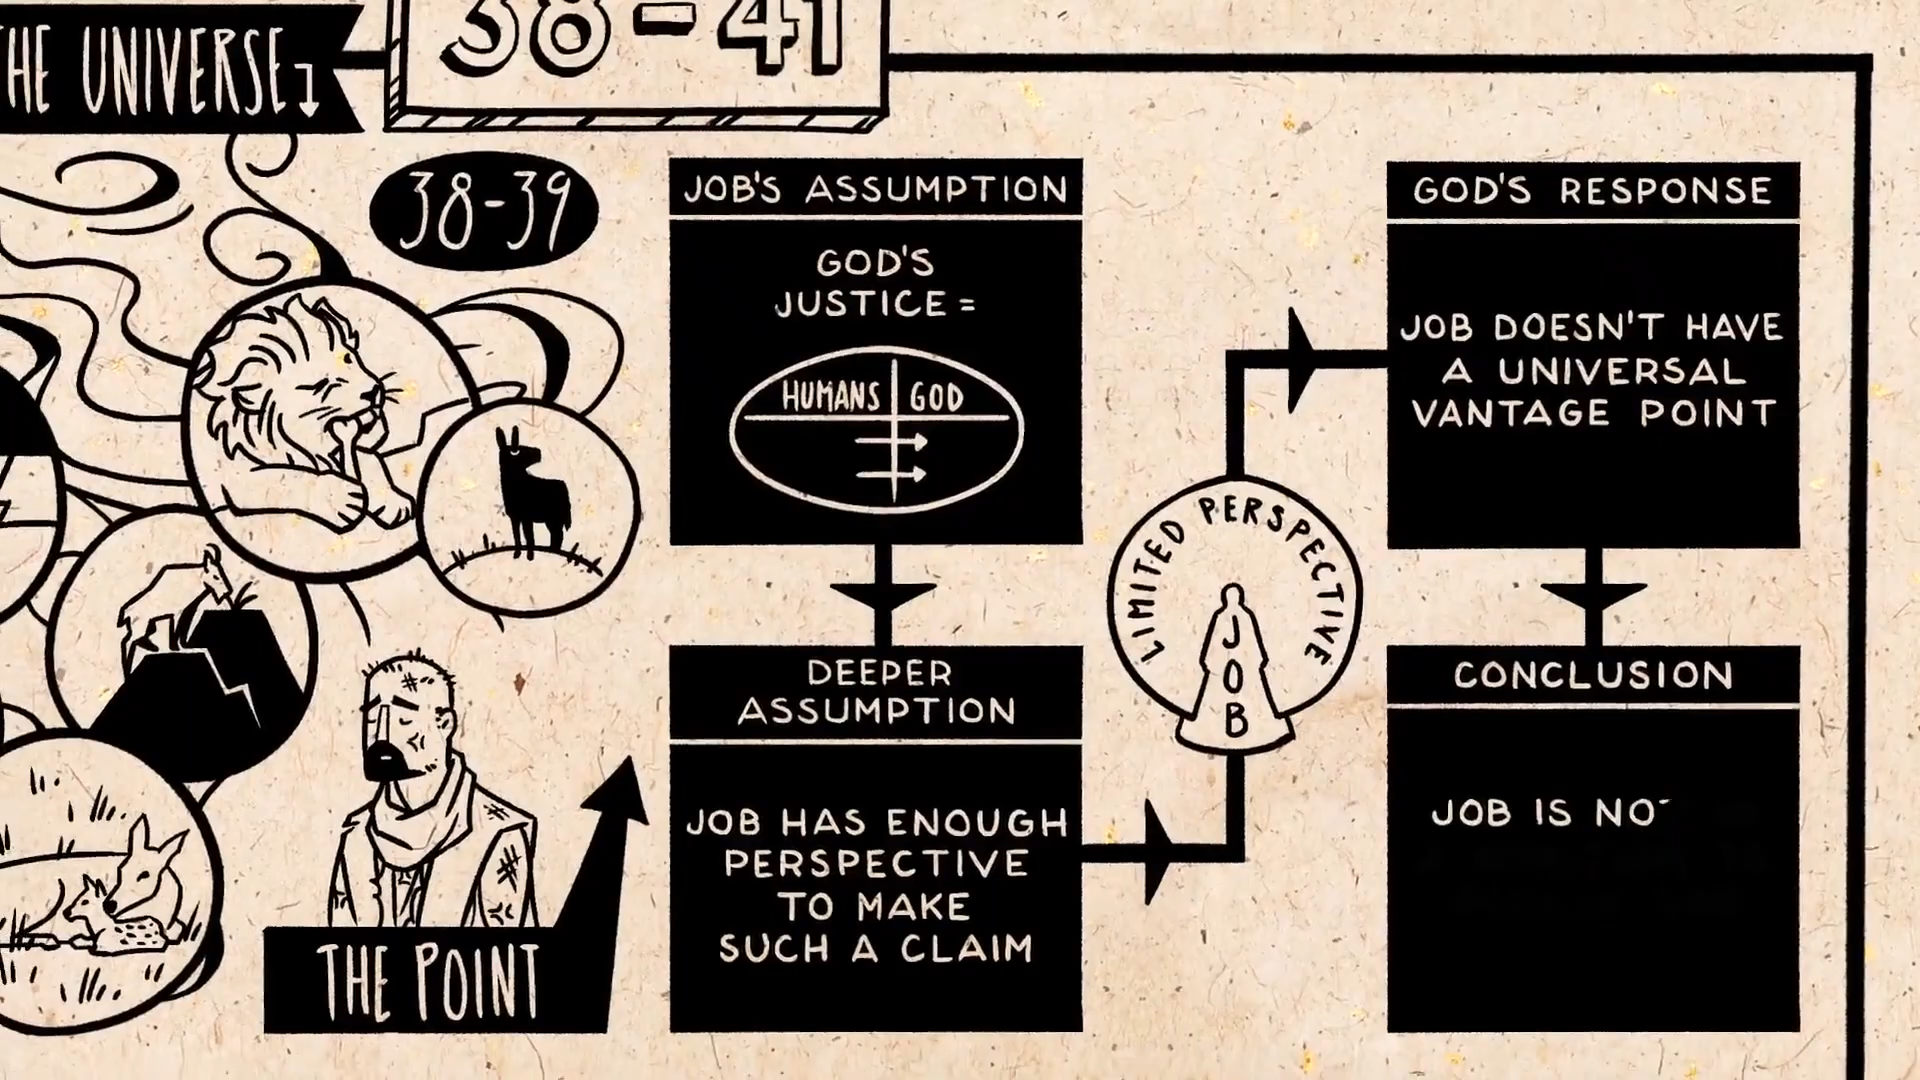 THE UNIVERSE
38-41
38-39
JOB'S ASSUMPTION
GOD'S
JUSTICE =
HUMANS GOD
DEEPER
ASSUMPTION
JOB HAS ENOUGH
PERSPECTIVE
TO MAKE
SUCH A CLAIM
THE POINT
LIMITED PERSPECTIVE
JOB
GOD'S RESPONSE
JOB DOESN'T HAVE
A UNIVERSAL
VANTAGE POINT
CONCLUSION
JOB IS NO